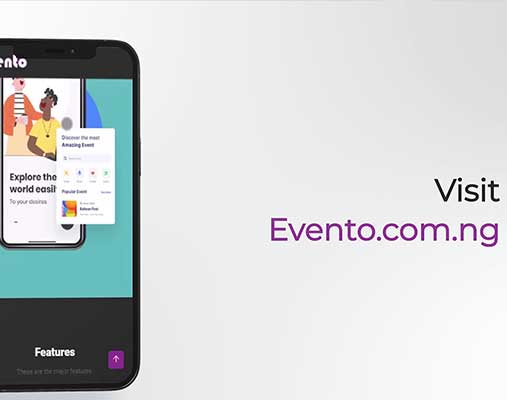 ento
Discover the most
Amazing Event
Explore the
world easil
To your desires
Popular Event
Features
These are the major features
Visit
Evento.com.ng